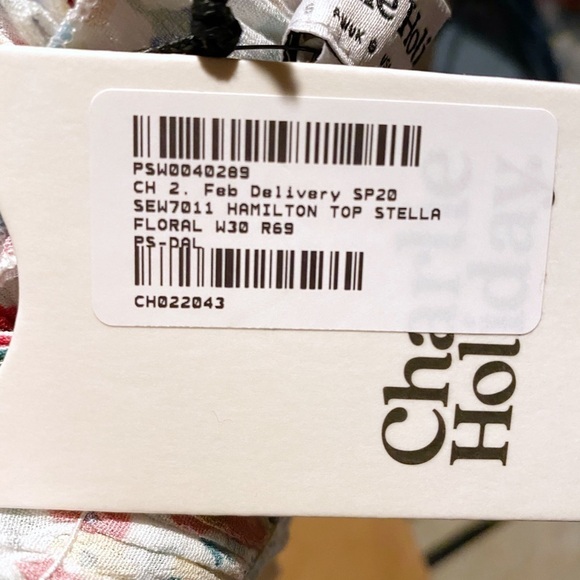 PSW0040289
CH 2. Feb Delivery SP20
SEW7011 HAMILTON TOP STELLA
FLORAL W30 R69
PS-DAL
CH022043
Charlie
Holiday.